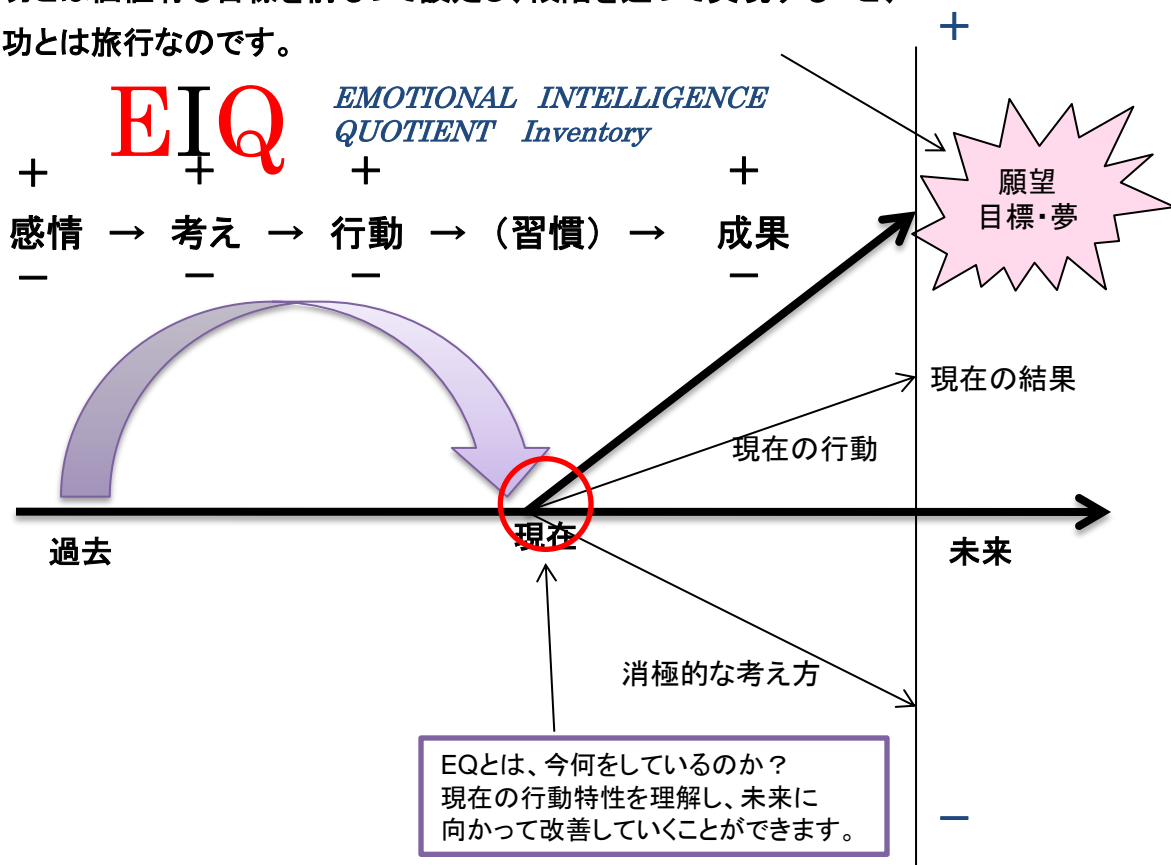 功とは旅行なのです。
+
EIQ
EMOTIONAL INTELLIGENCE
QUOTIENT Inventory
+ + + +
感情 → 考え → 行動 → (習慣) → 成果
− − − −
願望
目標・夢
現在の結果
現在の行動
過去
現在
未来
消極的な考え方
EQとは、今何をしているのか?
現在の行動特性を理解し、未来に
向かって改善していくことができます。
−